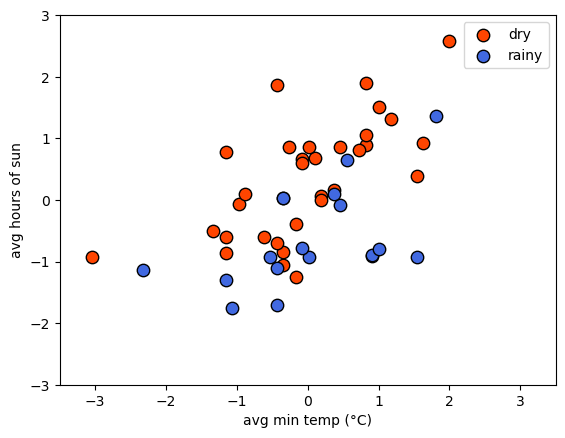 dry
rainy
3
2
1
0
−1
−2
−3
avg hours of sun
−3 −2 −1 0 1 2 3
avg min temp (°C)